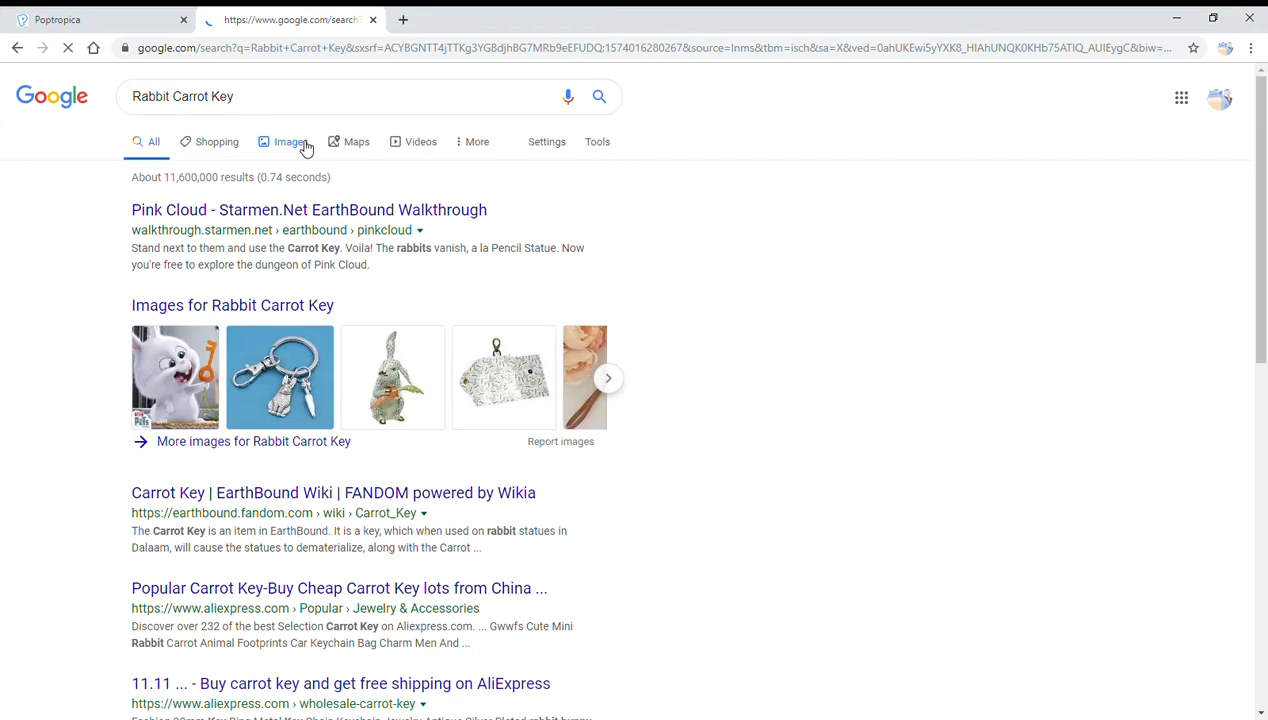 Poptropica
https://www.google.com/search
google.com/search?q=Rabbit+Carrot+Key&sxsrf=ACYBGNTT4jTTKg3YGBdjhBG7MRb9eEFUDQ:1574016280267&source=lnms&tbm=isch&sa=X&ved=0ahUKEwi5yYXK8_HlAhUNQK0KHb75ATIQ_AUIEygC&biw=...
Google
Rabbit Carrot Key
All Shopping Images Maps Videos More Settings Tools
About 11,600,000 results (0.74 seconds)
Pink Cloud - Starmen.Net EarthBound Walkthrough
walkthrough.starmen.net › earthbound › pinkcloud
Stand next to them and use the Carrot Key. Voila! The rabbits vanish, a la Pencil Statue. Now
you're free to explore the dungeon of Pink Cloud.
Images for Rabbit Carrot Key
Pets
More images for Rabbit Carrot Key
Report images
Carrot Key | EarthBound Wiki | FANDOM powered by Wikia
https://earthbound.fandom.com › wiki › Carrot_Key
The Carrot Key is an item in EarthBound. It is a key, which when used on rabbit statues in
Dalaam, will cause the statues to dematerialize, along with the Carrot ...
Popular Carrot Key-Buy Cheap Carrot Key lots from China ...
https://www.aliexpress.com › Popular › Jewelry & Accessories
Discover over 232 of the best Selection Carrot Key on Aliexpress.com. ... Gwwfs Cute Mini
Rabbit Carrot Animal Footprints Car Keychain Bag Charm Men And ...
11.11 ... - Buy carrot key and get free shipping on AliExpress
https://www.aliexpress.com › wholesale-carrot-key